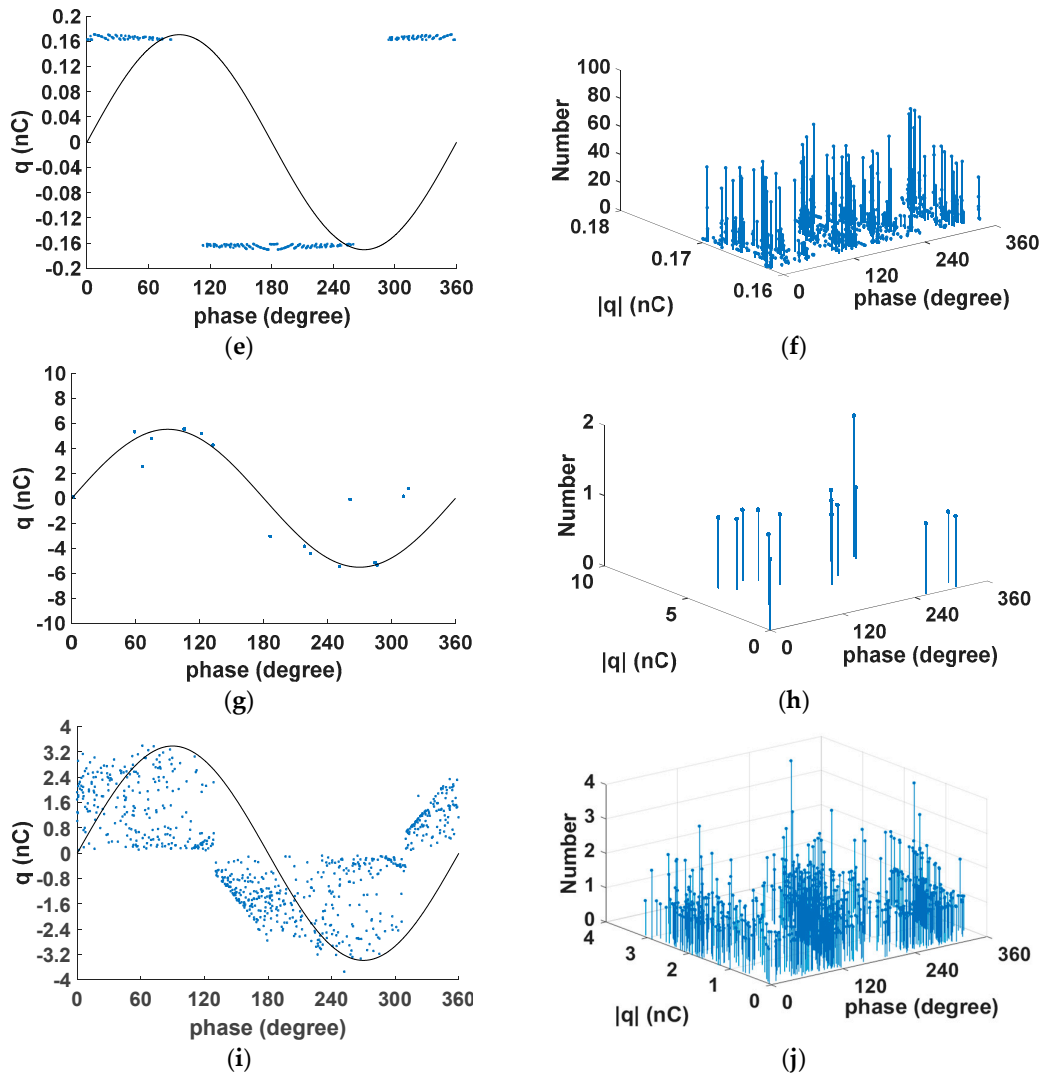 0.2
0.16
0.12
0.08
0.04
0
-0.04
-0.08
-0.12
-0.16
-0.2
q (nC)
0 60 120 180 240 300 360
phase (degree)
(e)
100
80
60
40
20
0
Number
0.18
0.17
0.16
|q| (nC)
0 120 240 360
phase (degree)
(f)
10
8
6
4
2
0
-2
-4
-6
-8
-10
q (nC)
0 60 120 180 240 300 360
phase (degree)
(g)
2
1
0
Number
10
5
0
|q| (nC)
0 120 240 360
phase (degree)
(h)
4
3.2
2.4
1.6
0.8
0
-0.8
-1.6
-2.4
-3.2
-4
q (nC)
0 60 120 180 240 300 360
phase (degree)
(i)
4
3
2
1
0
Number
4
3
2
1
0
|q| (nC)
0 120 240 360
phase (degree)
(j)